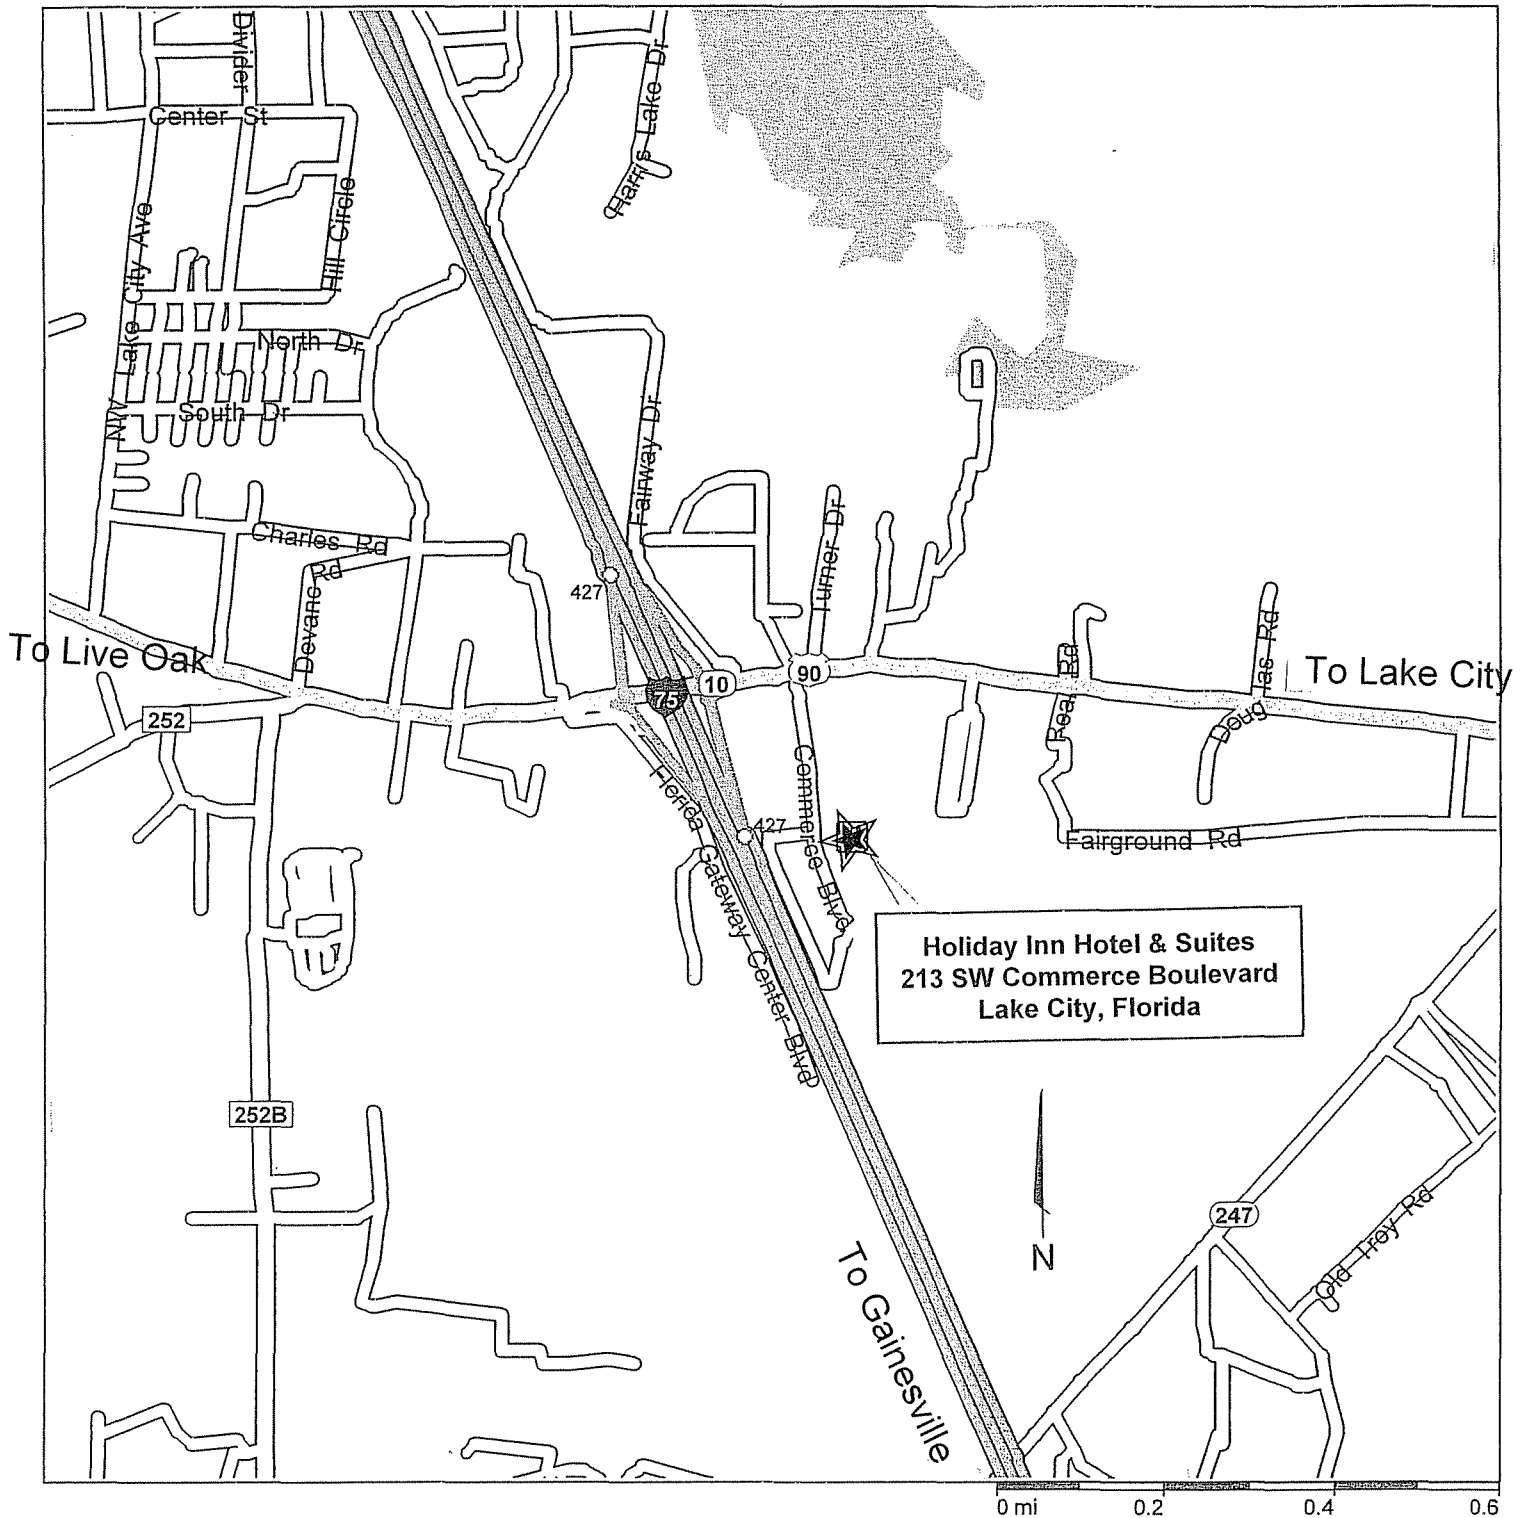 Divider
Center St
Harris Lake Dr
Hill Circle
NW Lake City Ave
North Dr
South Dr
Fairway Dr
Charles Rd
Devane Rd
Turner Dr
427
To Live Oak
75
10
90
To Lake City
252
Douglas Rd
Florida Gateway Center Blvd
Commerce Blvd
427
Fairground Rd
Holiday Inn Hotel & Suites
213 SW Commerce Boulevard
Lake City, Florida
252B
N
247
Old Troy Rd
To Gainesville
0 mi 0.2 0.4 0.6